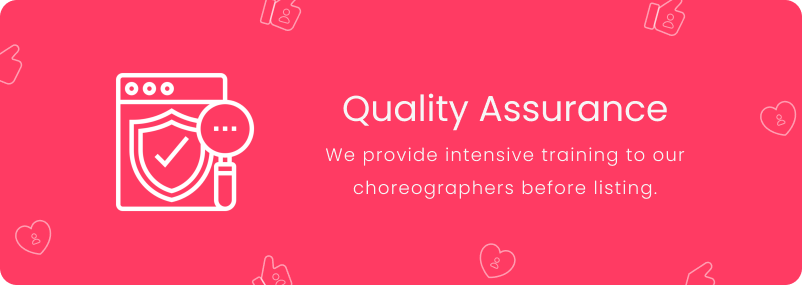 Quality Assurance
We provide intensive training to our
choreographers before listing.